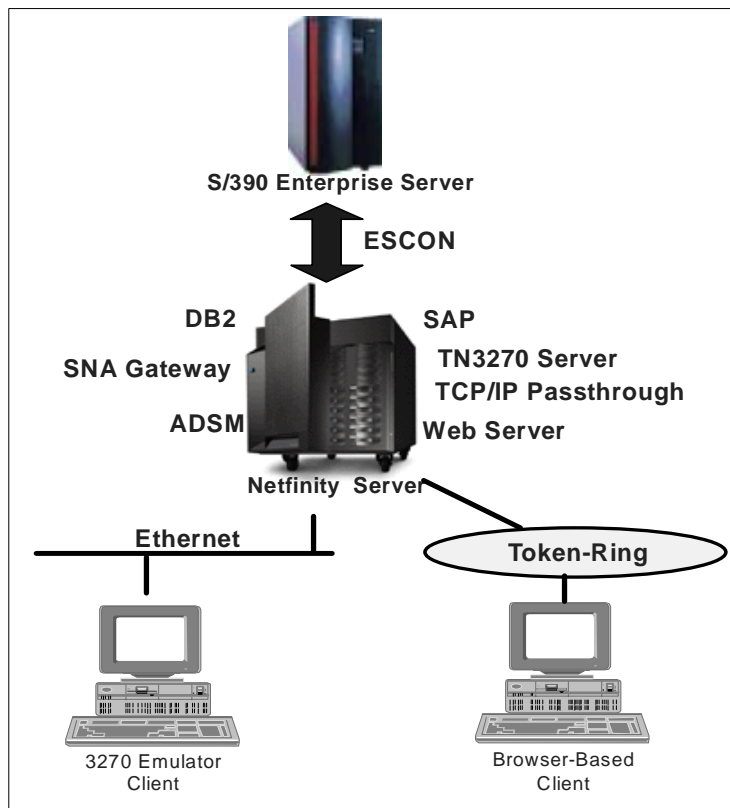 S/390 Enterprise Server
ESCON
DB2
SAP
SNA Gateway
TN3270 Server
TCP/IP Passthrough
ADSM
Web Server
Netfinity Server
Ethernet
Token-Ring
3270 Emulator
Client
Browser-Based
Client